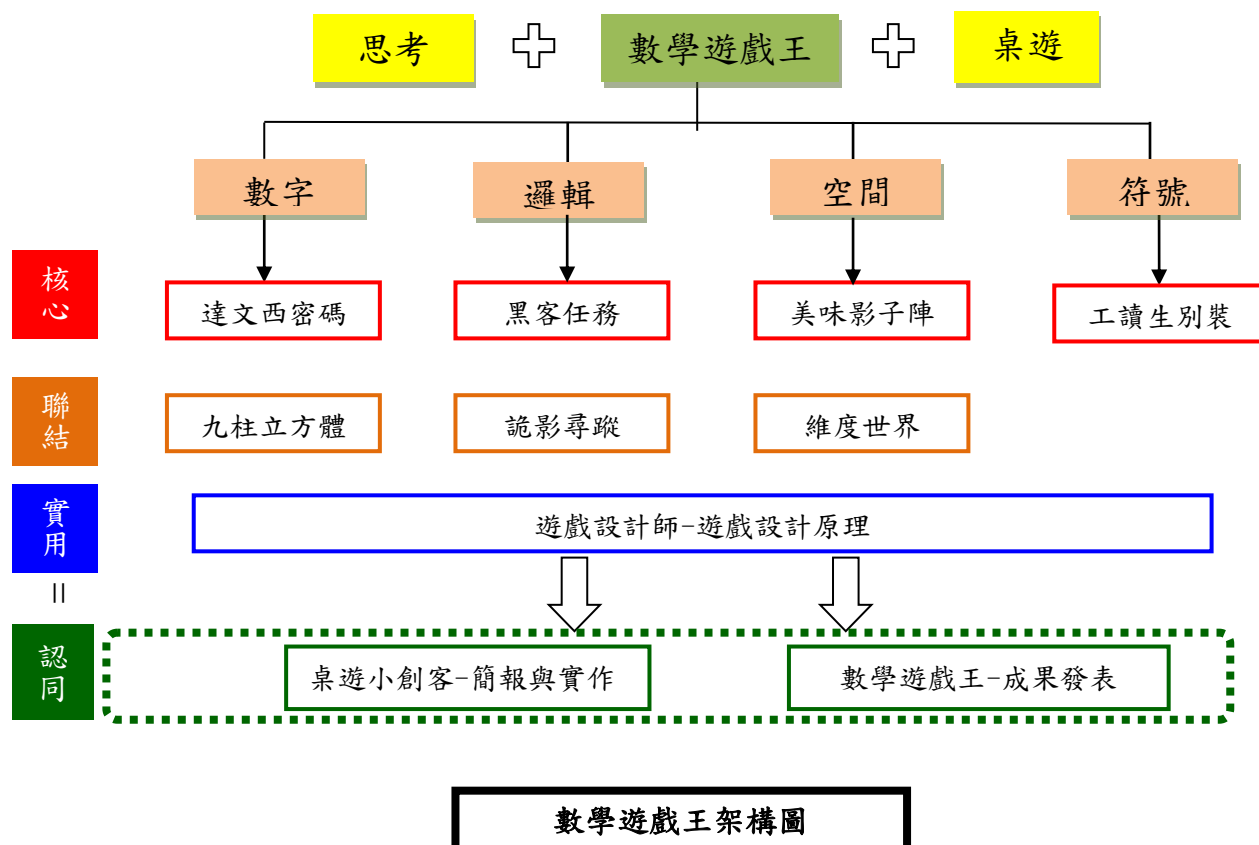 思考 數學遊戲王 桌遊
數字 邏輯 空間 符號
核心
達文西密碼 黑客任務 美味影子陣 工讀生別裝
聯結
九柱立方體 詭影尋蹤 維度世界
實用
遊戲設計師-遊戲設計原理
=
認同
桌遊小創客-簡報與實作 數學遊戲王-成果發表
數學遊戲王架構圖